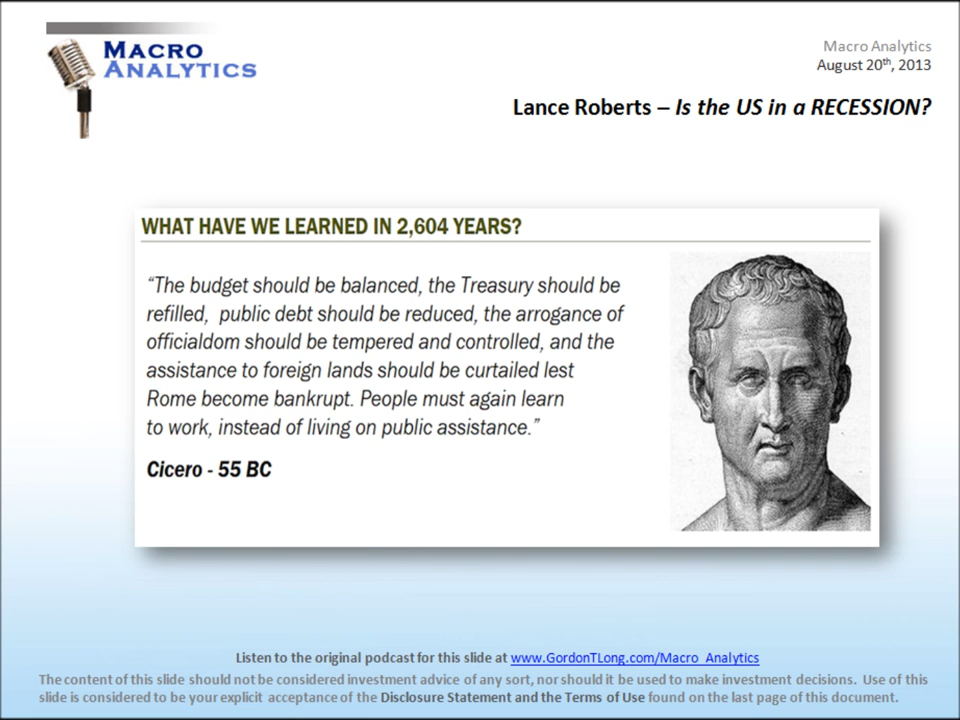 MACRO
ANALYTICS
Macro Analytics
August 20th, 2013
Lance Roberts – Is the US in a RECESSION?
WHAT HAVE WE LEARNED IN 2,604 YEARS?
“The budget should be balanced, the Treasury should be
refilled, public debt should be reduced, the arrogance of
officialdom should be tempered and controlled, and the
assistance to foreign lands should be curtailed lest
Rome become bankrupt. People must again learn
to work, instead of living on public assistance.”
Cicero - 55 BC
Listen to the original podcast for this slide at www.GordonTLong.com/Macro_Analytics
The content of this slide should not be considered investment advice of any sort, nor should it be used to make investment decisions. Use of this
slide is considered to be your explicit acceptance of the Disclosure Statement and the Terms of Use found on the last page of this document.